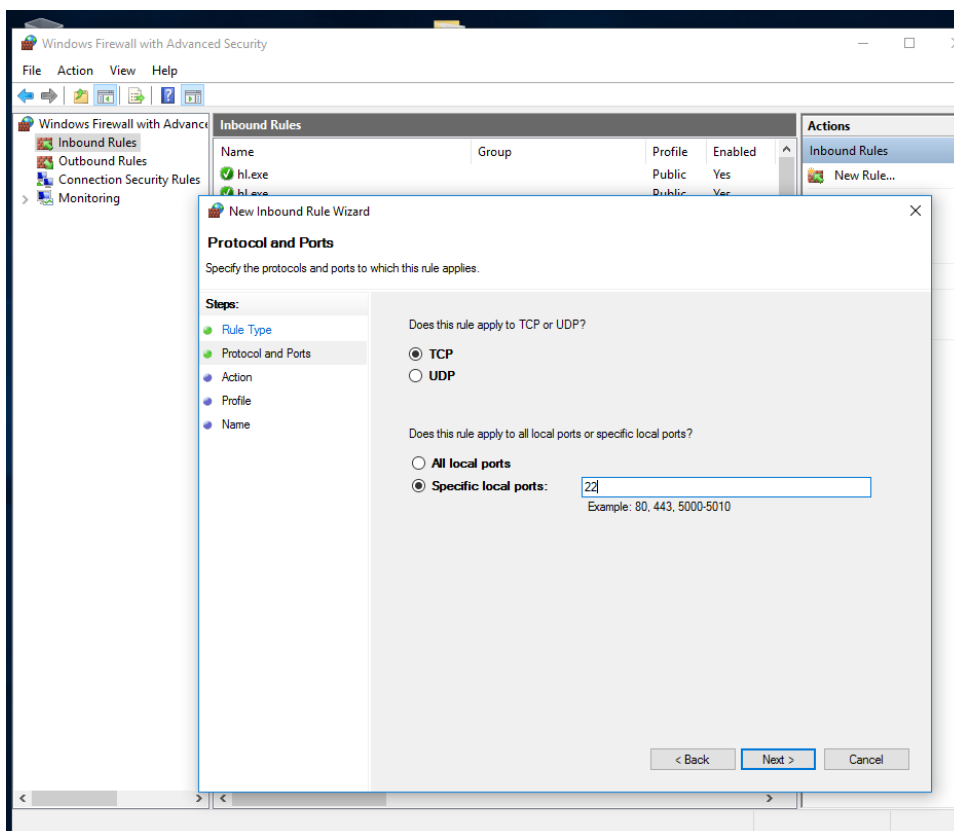 Windows Firewall with Advanced Security
File Action View Help
Windows Firewall with Advance
Inbound Rules
Outbound Rules
Connection Security Rules
Monitoring
Inbound Rules
Name Group Profile Enabled
hl.exe Public Yes
hl.exe Public Yes
Actions
Inbound Rules
New Rule...
New Inbound Rule Wizard
Protocol and Ports
Specify the protocols and ports to which this rule applies.
Steps:
Rule Type
Protocol and Ports
Action
Profile
Name
Does this rule apply to TCP or UDP?
TCP
UDP
Does this rule apply to all local ports or specific local ports?
All local ports
Specific local ports: 22
Example: 80, 443, 5000-5010
< Back Next > Cancel